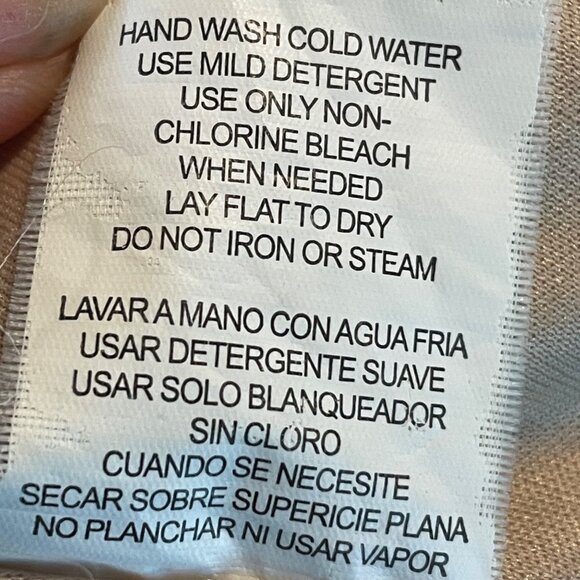 HAND WASH COLD WATER
USE MILD DETERGENT
USE ONLY NON-
CHLORINE BLEACH
WHEN NEEDED
LAY FLAT TO DRY
DO NOT IRON OR STEAM
LAVAR A MANO CON AGUA FRIA
USAR DETERGENTE SUAVE
USAR SOLO BLANQUEADOR
SIN CLORO
CUANDO SE NECESITE
SECAR SOBRE SUPERICIE PLANA
NO PLANCHAR NI USAR VAPOR